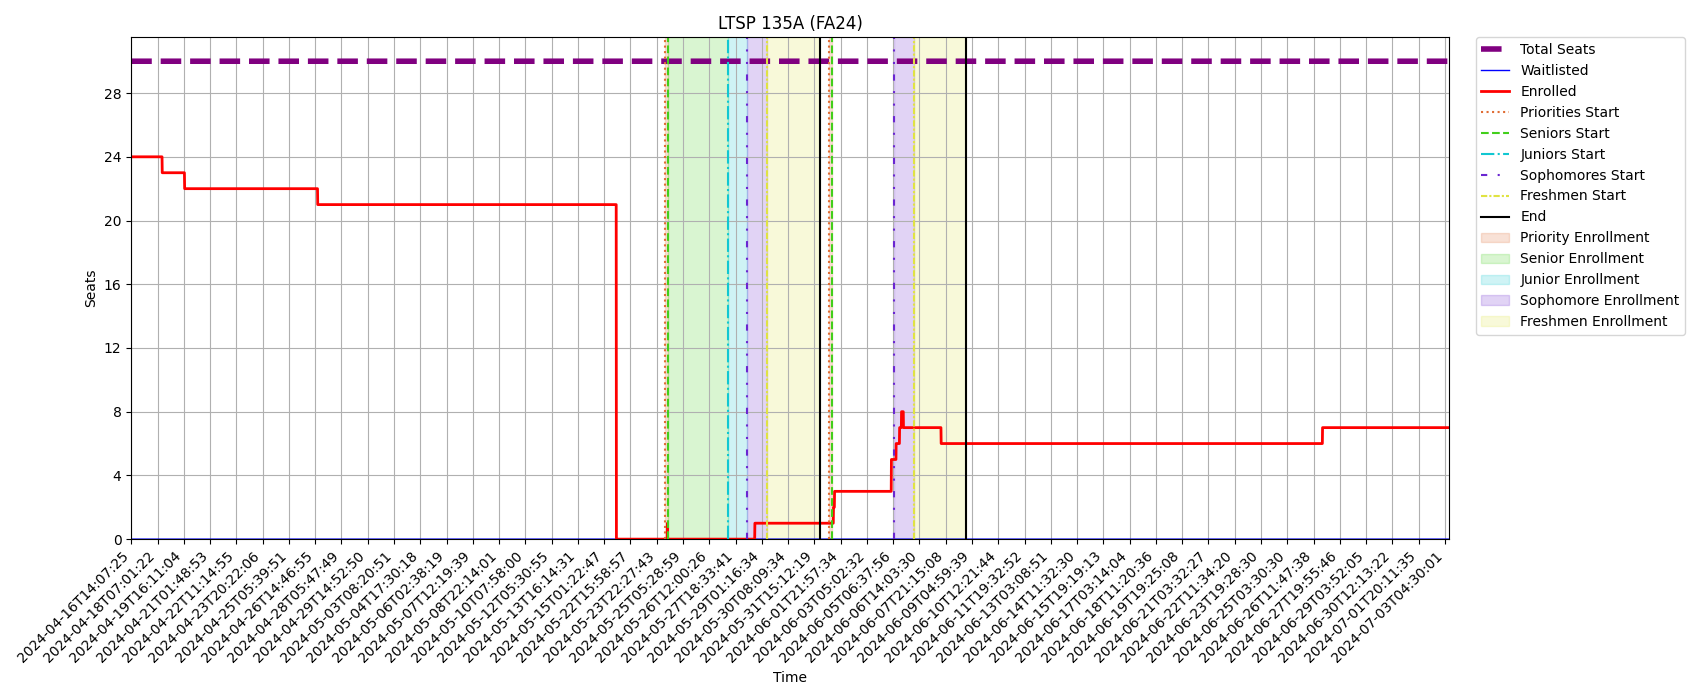 LTSP 135A (FA24)
Total Seats
Waitlisted
Enrolled
Priorities Start
Seniors Start
Juniors Start
Sophomores Start
Freshmen Start
End
Priority Enrollment
Senior Enrollment
Junior Enrollment
Sophomore Enrollment
Freshmen Enrollment
Seats
28
24
20
16
12
8
4
0
2024-04-16T14:07:25
2024-04-18T07:01:22
2024-04-19T16:11:04
2024-04-21T01:48:53
2024-04-22T11:14:55
2024-04-23T20:22:06
2024-04-25T05:39:51
2024-04-26T14:46:55
2024-04-28T05:47:49
2024-04-29T14:52:50
2024-05-03T08:20:51
2024-05-04T17:30:18
2024-05-06T02:38:19
2024-05-07T12:19:39
2024-05-08T22:14:01
2024-05-10T07:58:00
2024-05-12T05:30:55
2024-05-13T16:14:31
2024-05-15T01:22:47
2024-05-22T15:58:57
2024-05-23T22:27:43
2024-05-25T05:28:59
2024-05-26T12:00:26
2024-05-27T18:33:41
2024-05-29T01:16:34
2024-05-30T08:09:34
2024-05-31T15:12:19
2024-06-01T21:57:34
2024-06-03T05:02:32
2024-06-05T06:37:56
2024-06-06T14:03:30
2024-06-07T21:15:08
2024-06-09T04:59:39
2024-06-10T12:21:44
2024-06-11T19:32:52
2024-06-13T03:08:51
2024-06-14T11:32:30
2024-06-15T19:19:13
2024-06-17T03:14:04
2024-06-18T11:20:36
2024-06-19T19:25:08
2024-06-21T03:32:27
2024-06-22T11:34:20
2024-06-23T19:28:30
2024-06-25T03:30:30
2024-06-26T11:47:38
2024-06-27T19:55:46
2024-06-29T03:52:05
2024-06-30T12:13:22
2024-07-01T20:11:35
2024-07-03T04:30:01
Time